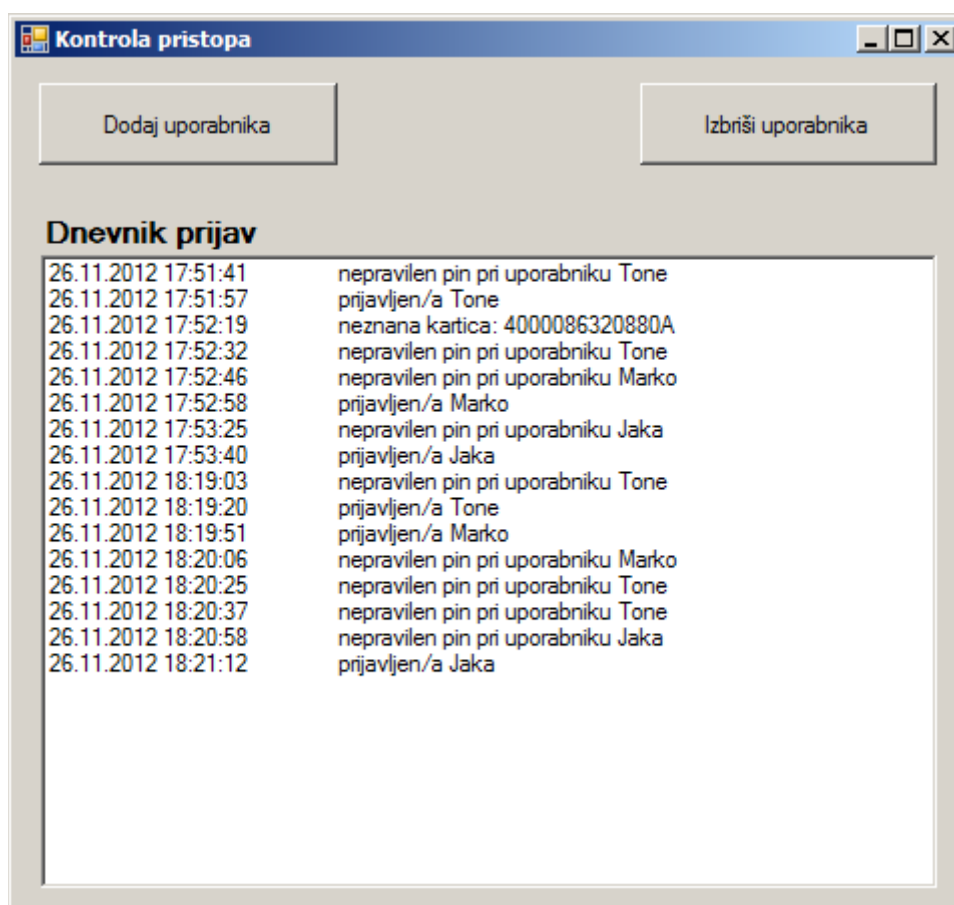 Kontrola pristopa
Dodaj uporabnika
Izbriši uporabnika
Dnevnik prijav
26.11.2012 17:51:41 nepravilen pin pri uporabniku Tone
26.11.2012 17:51:57 prijavljen/a Tone
26.11.2012 17:52:19 neznana kartica: 4000086320880A
26.11.2012 17:52:32 nepravilen pin pri uporabniku Tone
26.11.2012 17:52:46 nepravilen pin pri uporabniku Marko
26.11.2012 17:52:58 prijavljen/a Marko
26.11.2012 17:53:25 nepravilen pin pri uporabniku Jaka
26.11.2012 17:53:40 prijavljen/a Jaka
26.11.2012 18:19:03 nepravilen pin pri uporabniku Tone
26.11.2012 18:19:20 prijavljen/a Tone
26.11.2012 18:19:51 prijavljen/a Marko
26.11.2012 18:20:06 nepravilen pin pri uporabniku Marko
26.11.2012 18:20:25 nepravilen pin pri uporabniku Tone
26.11.2012 18:20:37 nepravilen pin pri uporabniku Tone
26.11.2012 18:20:58 nepravilen pin pri uporabniku Jaka
26.11.2012 18:21:12 prijavljen/a Jaka